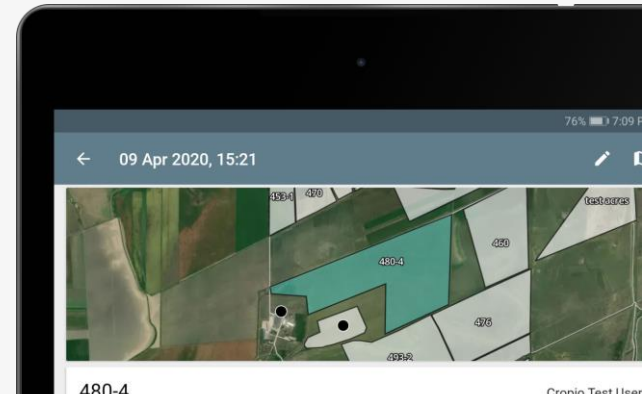 76% 7:09 P
09 Apr 2020, 15:21
453-1
470
test acres
460
480-4
476
493-2
480-4
Cropio Test User